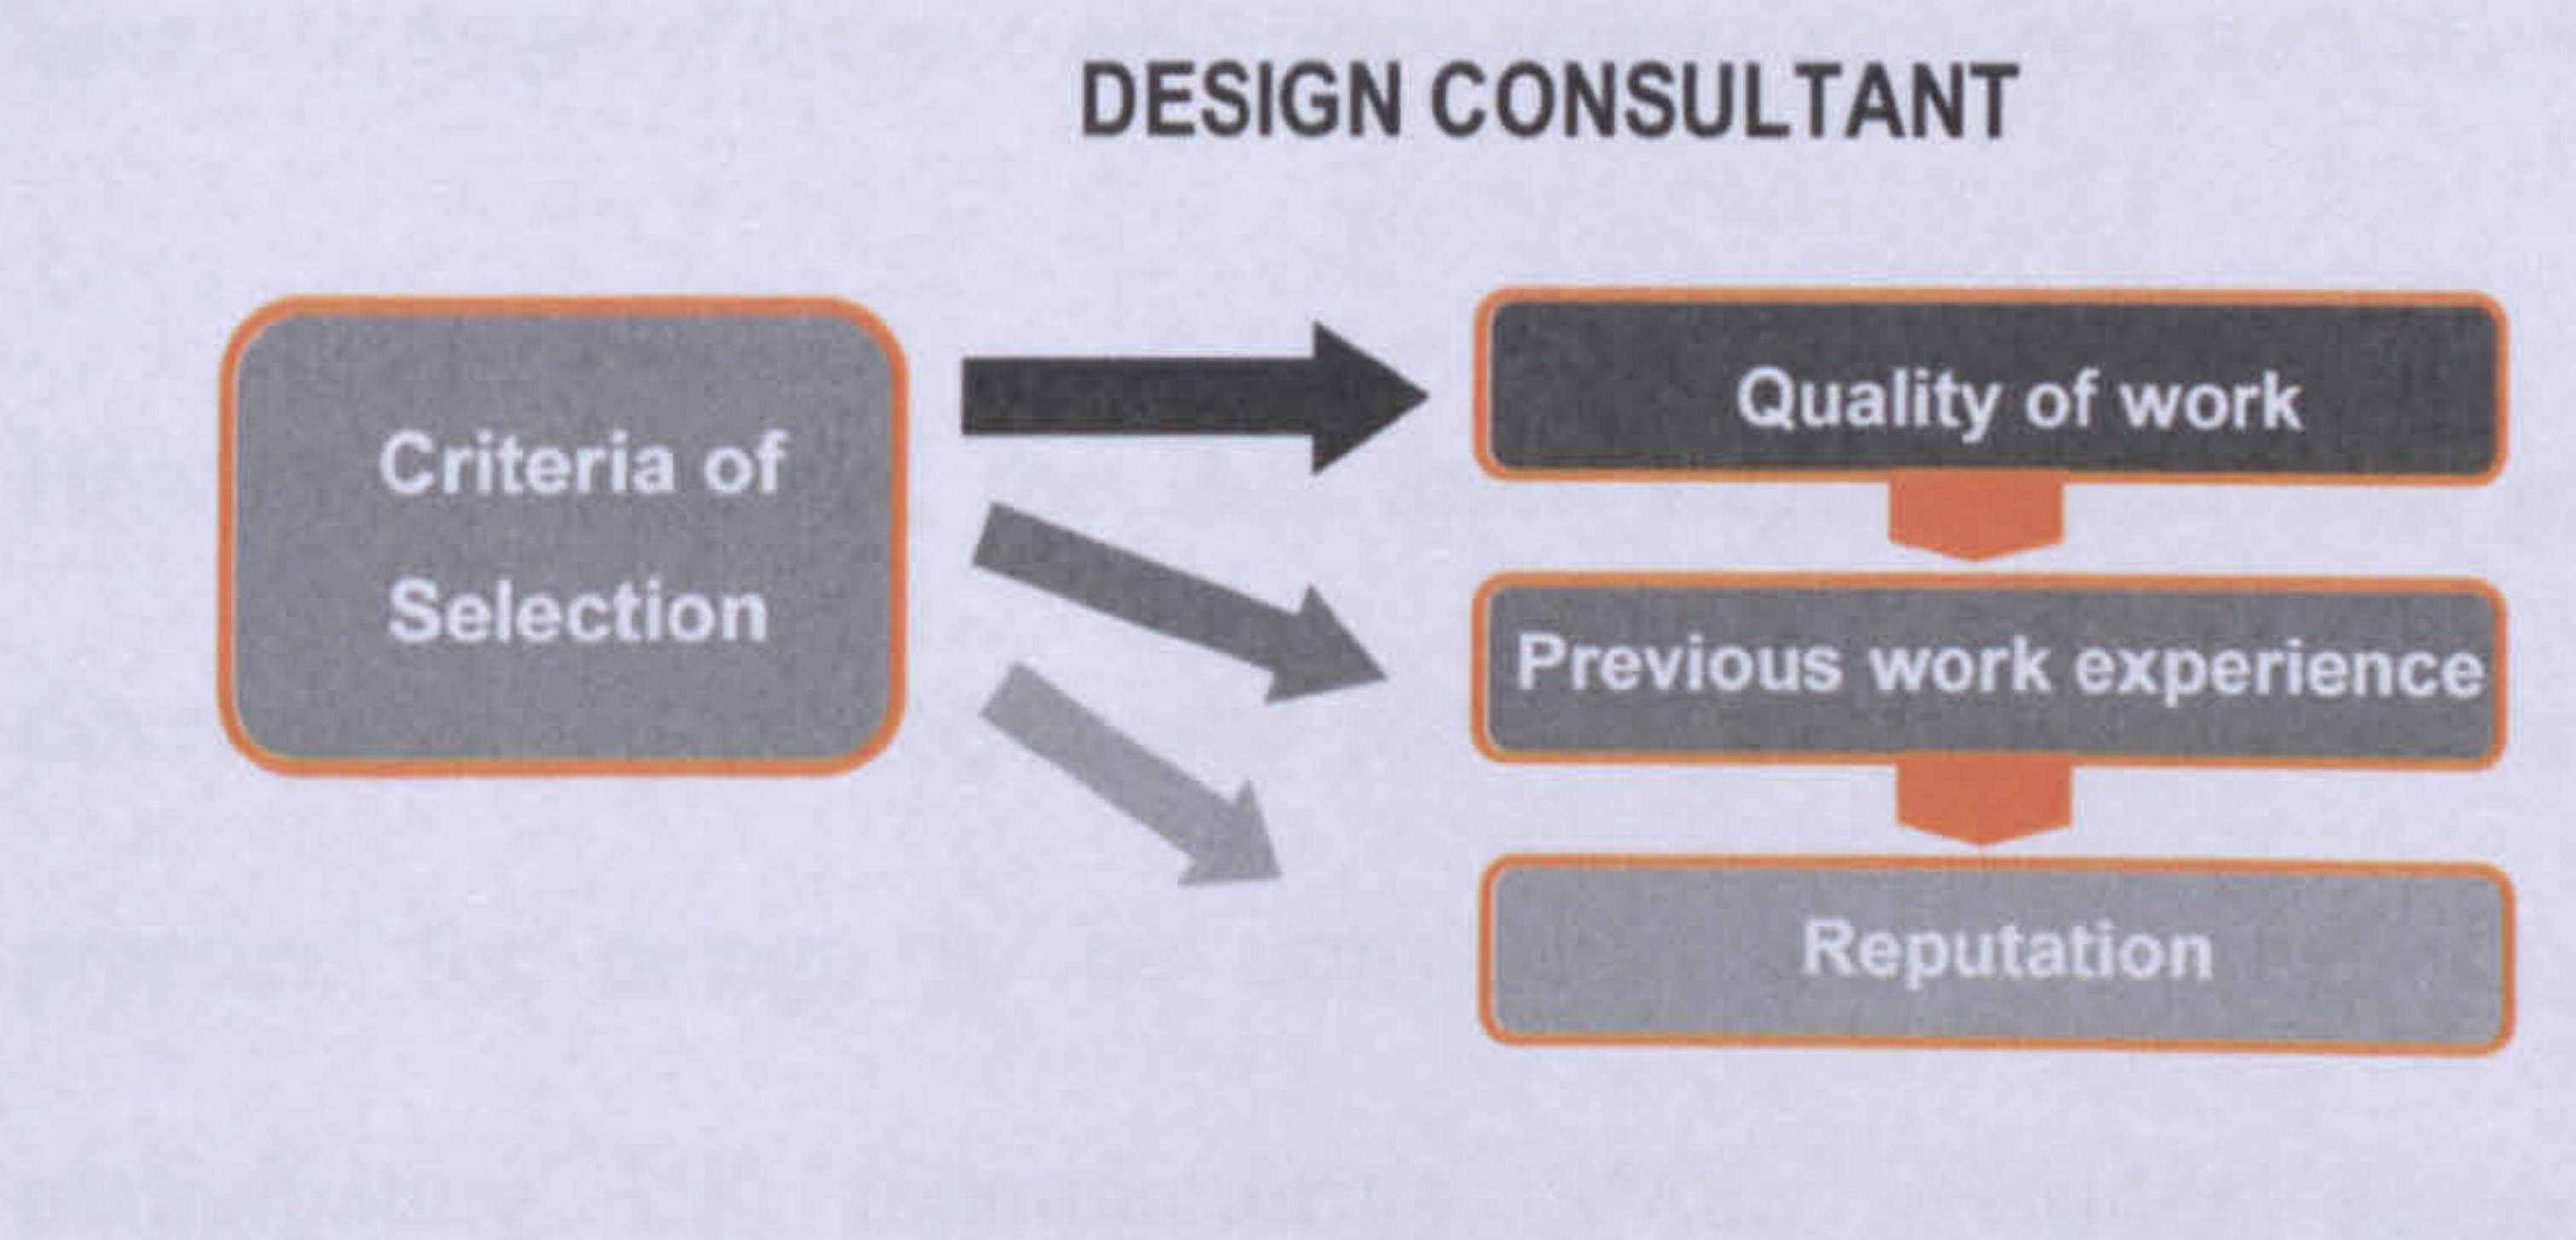 DESIGN CONSULTANT
Criteria of
Selection
Quality of work
Previous work experience
Reputation